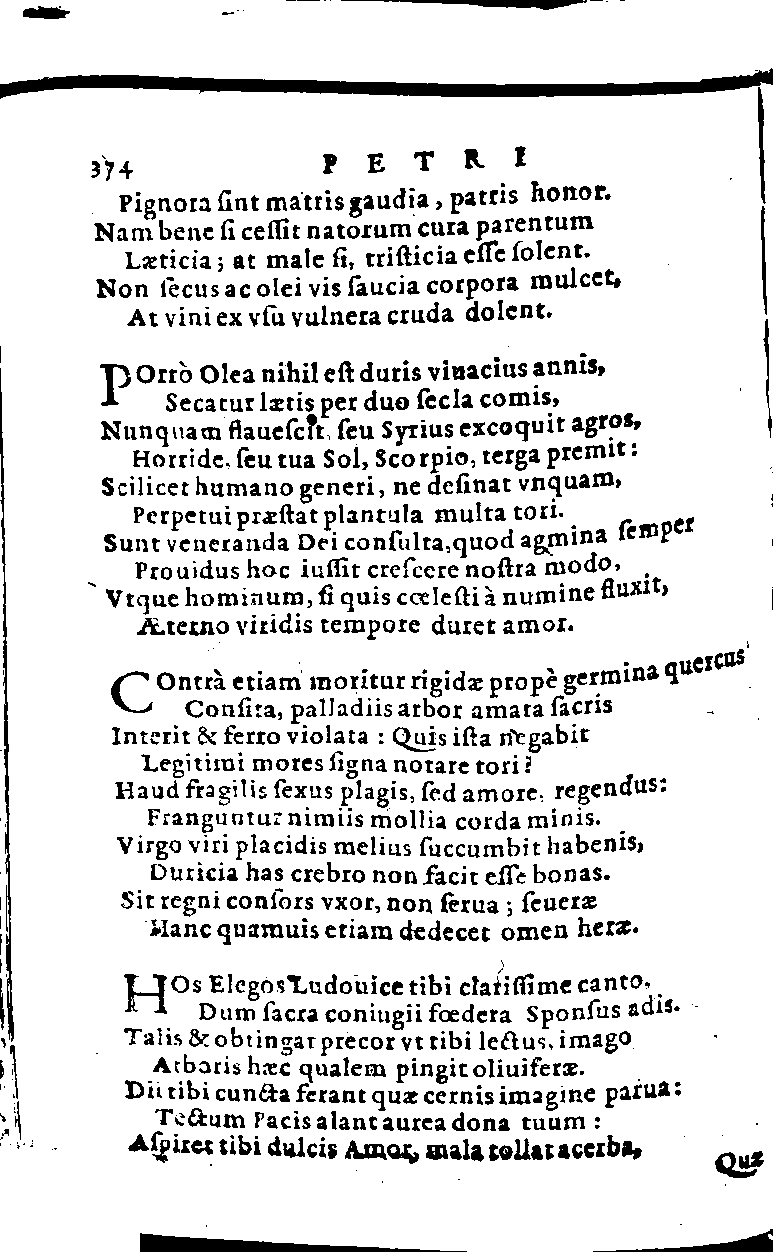 374 PETRI
Pignora ſint matris gaudia, patris honor.
Nam bene ſi ceſſit natorum cura parentum
Læticia; at male ſi, triſticia eſſe ſolent.
Non ſecus ac olei vis ſaucia corpora mulcet,
At vini ex vſu vulnera cruda dolent.
POrrò Olea nihil eſt duris viuacius annis,
Secatur lætis per duo ſecla comis,
Nunquam flaueſcit, ſeu Syrius excoquit agros,
Horride, ſeu tua Sol, Scorpio, terga premit:
Scilicet humano generi, ne deſinat vnquam,
Perpetui præſtat plantula multa tori.
Sunt veneranda Dei conſulta, quod agmina ſemper
Prouidus hoc iuſſit creſcere noſtra modo,
Vtque hominum, ſi quis cœleſti à numine fluxit,
Æterno viridis tempore duret amor.
COntrà etiam moritur rigidæ propè germina quercus
Conſita, palladiis arbor amata ſacris
Interit & ferro violata: Quis iſta negabit
Legitimi mores ſigna notare tori?
Haud fragilis ſexus plagis, ſed amore, regendus:
Franguntur nimiis mollia corda minis.
Virgo viri placidis melius ſuccumbit habenis,
Duricia has crebro non facit eſſe bonas.
Sit regni conſors vxor, non ſerua; ſeueræ
Hanc quamuis etiam dedecet omen heræ.
HOs Elegos Ludouice tibi clariſſime canto,
Dum ſacra coniugii fœdera Sponſus adis.
Talis & obtingat precor vt tibi lectus, imago
Arboris hæc qualem pingit oliuiferæ.
Dii tibi cuncta ferant quæ cernis imagine parua:
Tectum Pacis alant aurea dona tuum:
Aſpiret tibi dulcis Amor, mala tollat acerba,
Quæ